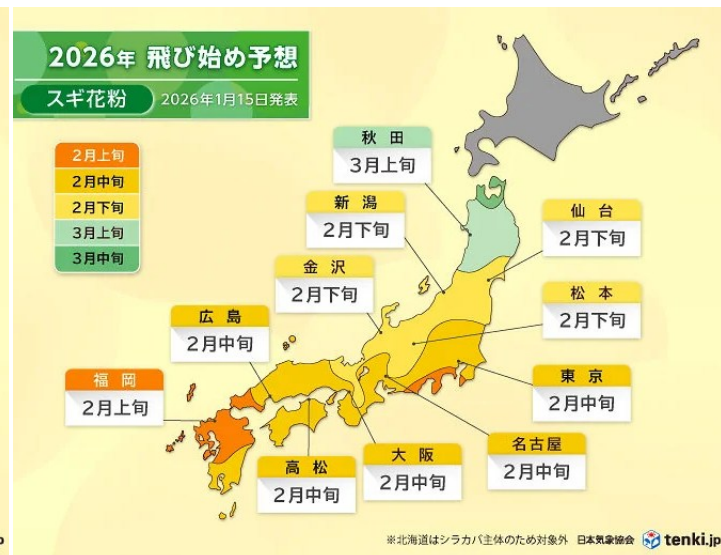 2026年 飛び始め予想
スギ花粉 2026年1月15日発表
2月上旬
2月中旬
2月下旬
3月上旬
3月中旬
秋田
3月上旬
新潟
2月下旬
仙台
2月下旬
金沢
2月下旬
松本
2月下旬
広島
2月中旬
福岡
2月上旬
東京
2月中旬
名古屋
2月中旬
大阪
2月中旬
高松
2月中旬
※北海道はシラカバ主体のため対象外 日本気象協会 tenki.jp